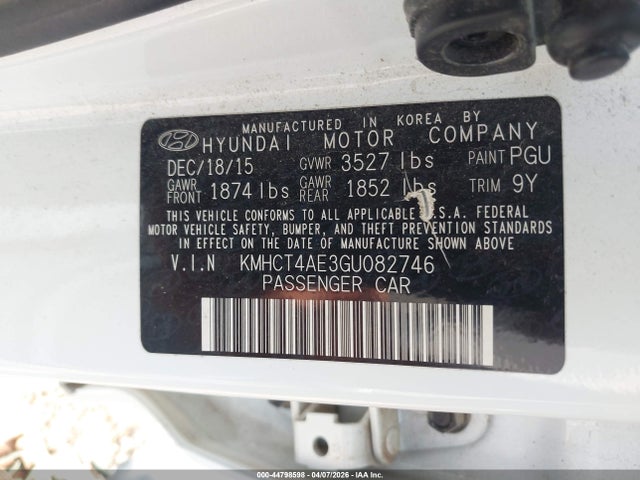 MANUFACTURED IN KOREA BY
HYUNDAI MOTOR COMPANY
DEC/18/15 GVWR 3527 lbs PAINT PGU
GAWR FRONT 1874 lbs GAWR REAR 1852 lbs TRIM 9Y
THIS VEHICLE CONFORMS TO ALL APPLICABLE U.S.A. FEDERAL
MOTOR VEHICLE SAFETY, BUMPER, AND THEFT PREVENTION STANDARDS
IN EFFECT ON THE DATE OF MANUFACTURE SHOWN ABOVE
V.I.N KMHCT4AE3GU082746
PASSENGER CAR
000-44798598 - 04/07/2026 - IAA Inc.